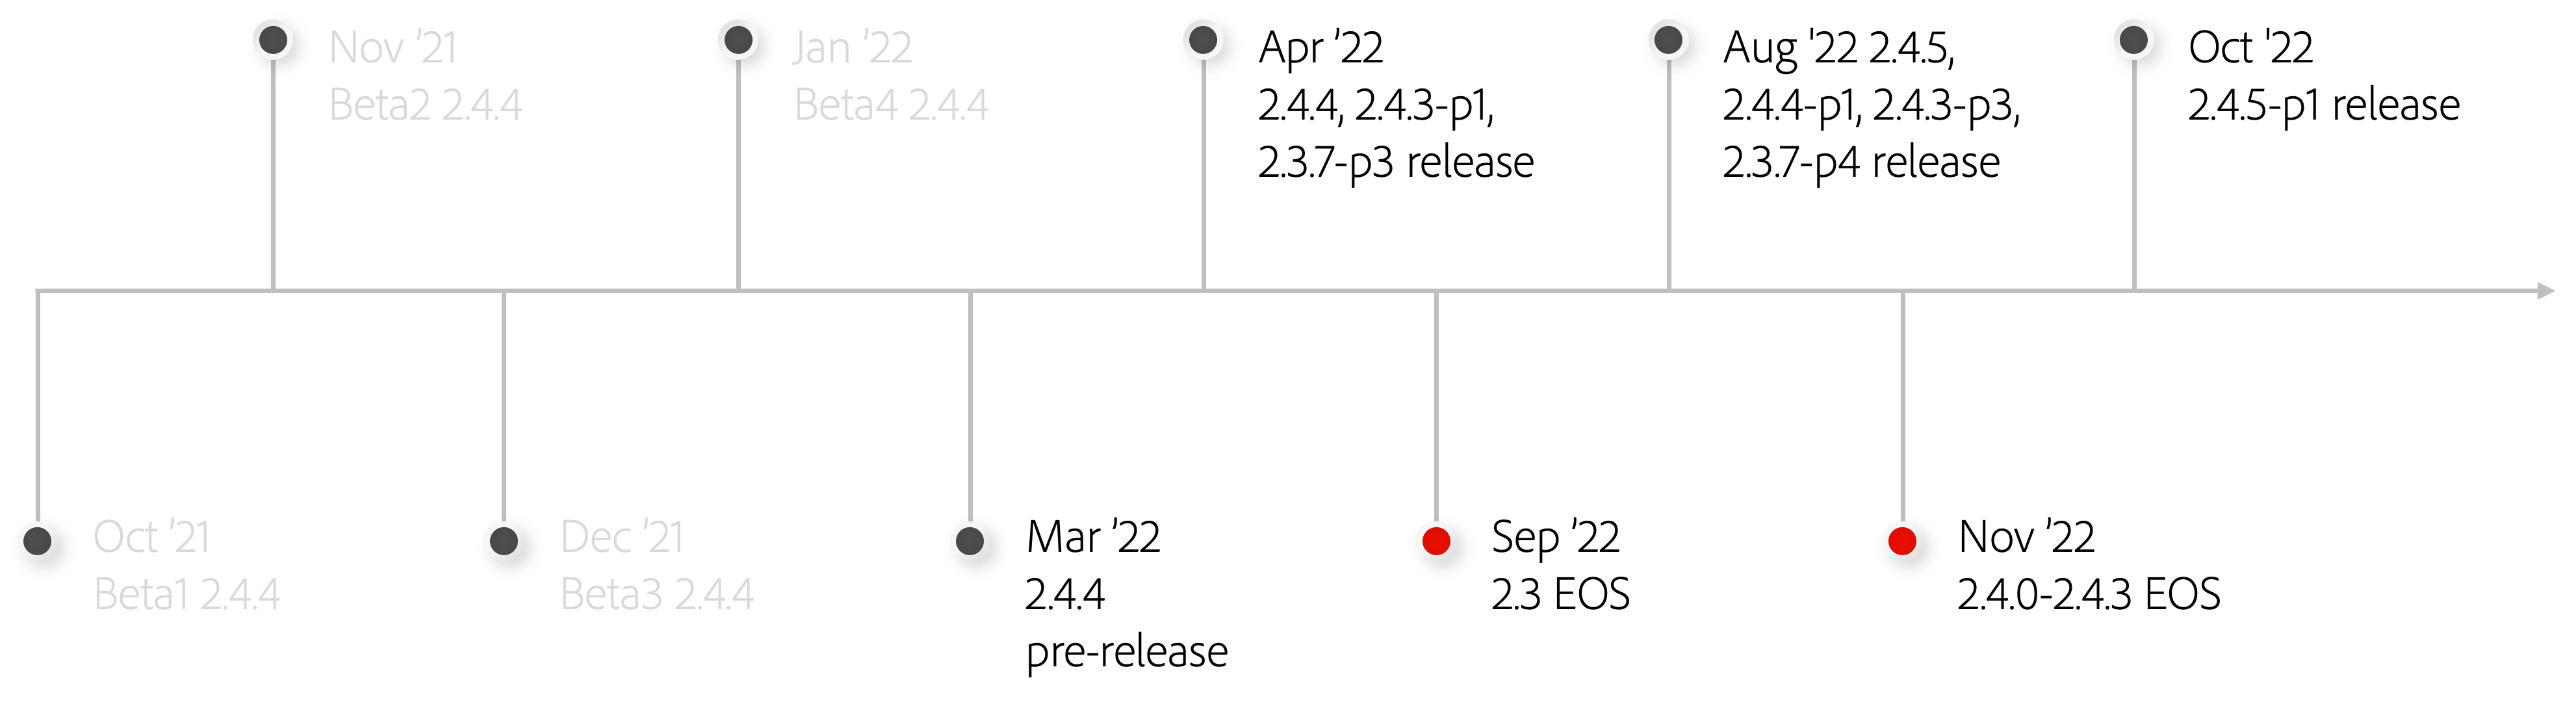 Nov ’21
Beta2 2.4.4
Jan ’22
Beta4 2.4.4
Apr ’22
2.4.4, 2.4.3-p1,
2.3.7-p3 release
Aug '22 2.4.5,
2.4.4-p1, 2.4.3-p3,
2.3.7-p4 release
Oct '22
2.4.5-p1 release
Oct ’21
Beta1 2.4.4
Dec ’21
Beta3 2.4.4
Mar ’22
2.4.4
pre-release
Sep ’22
2.3 EOS
Nov ’22
2.4.0-2.4.3 EOS